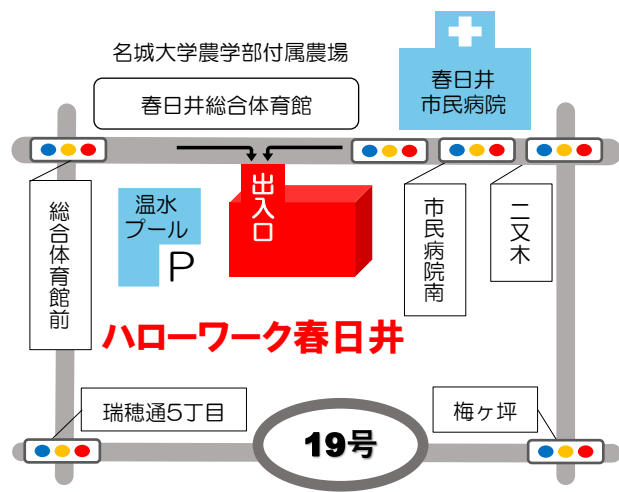 名城大学農学部付属農場
春日井総合体育館
春日井
市民病院
総合体育館前
温水
プール
P
出入口
市民病院南
二又木
ハローワーク春日井
瑞穂通5丁目
19号
梅ヶ坪